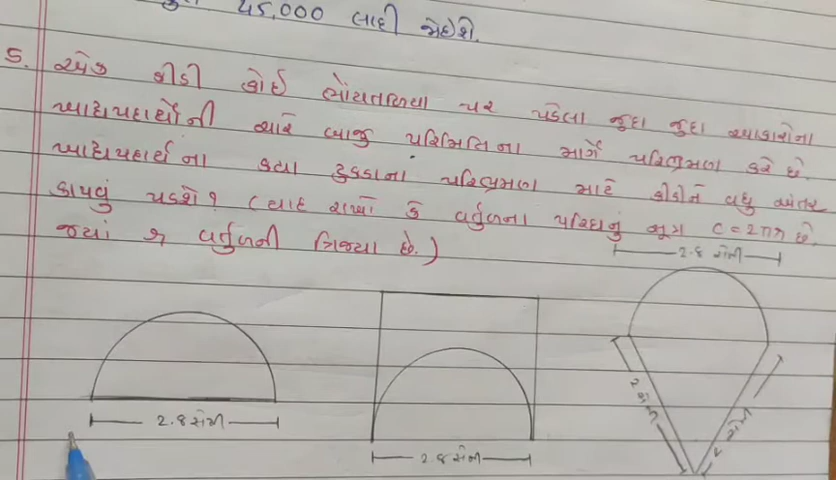 45,000 લાદી જોઈશે.
5. એક કીડી કોઈ ભોંયતળિયા પર પડેલા જુદા જુદા આકારોના
ખાદ્યપદાર્થોની ચારે બાજુ પરિમિતિના માર્ગે પરિભ્રમણ કરે છે.
ખાદ્યપદાર્થના કયા ટુકડાના પરિભ્રમણ માટે કીડીને વધુ અંતર
કાપવું પડશે? (યાદ રાખો કે વર્તુળના પરિઘનું સૂત્ર C = 2πr છે.
જ્યાં r વર્તુળની ત્રિજ્યા છે.)
2.8 સેમી
2.8 સેમી
2.8 સેમી
2 સેમી
2 સેમી